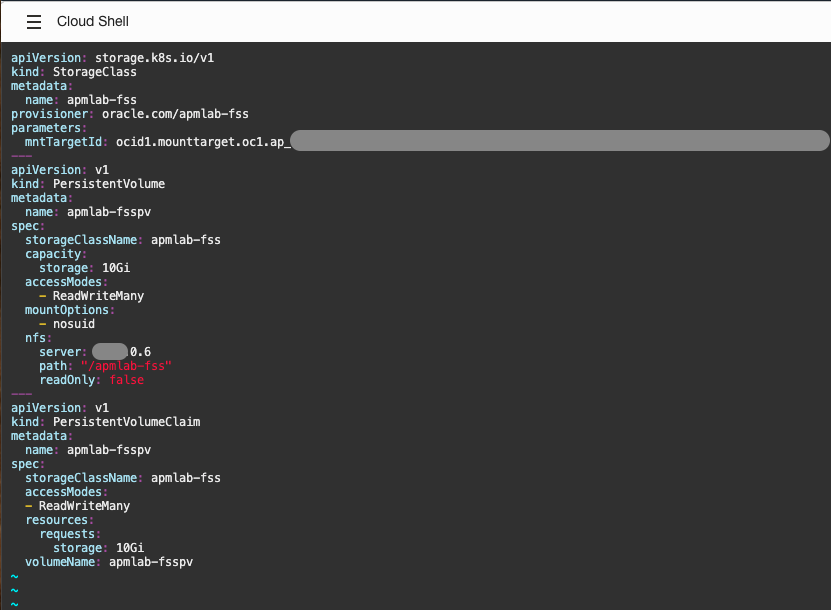 Cloud Shell
apiVersion: storage.k8s.io/v1
kind: StorageClass
metadata:
  name: apmlab-fss
provisioner: oracle.com/apmlab-fss
parameters:
  mntTargetId: ocid1.mounttarget.oc1.ap_
---
apiVersion: v1
kind: PersistentVolume
metadata:
  name: apmlab-fsspv
spec:
  storageClassName: apmlab-fss
  capacity:
    storage: 10Gi
  accessModes:
    - ReadWriteMany
  mountOptions:
    - nosuid
  nfs:
    server: 0.6
    path: "/apmlab-fss"
    readOnly: false
---
apiVersion: v1
kind: PersistentVolumeClaim
metadata:
  name: apmlab-fsspv
spec:
  storageClassName: apmlab-fss
  accessModes:
  - ReadWriteMany
  resources:
    requests:
      storage: 10Gi
  volumeName: apmlab-fsspv
~
~
~